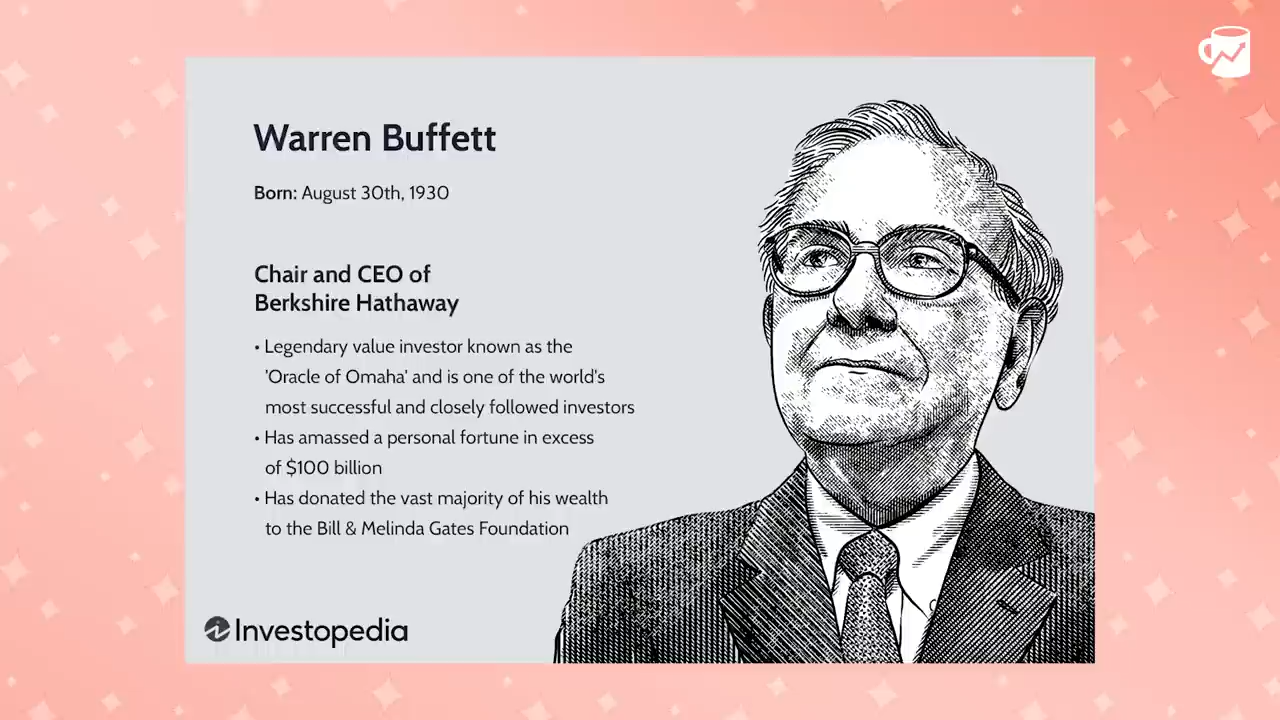 Warren Buffett
Born: August 30th, 1930
Chair and CEO of
Berkshire Hathaway
• Legendary value investor known as the
'Oracle of Omaha' and is one of the world's
most successful and closely followed investors
• Has amassed a personal fortune in excess
of $100 billion
• Has donated the vast majority of his wealth
to the Bill & Melinda Gates Foundation
Investopedia